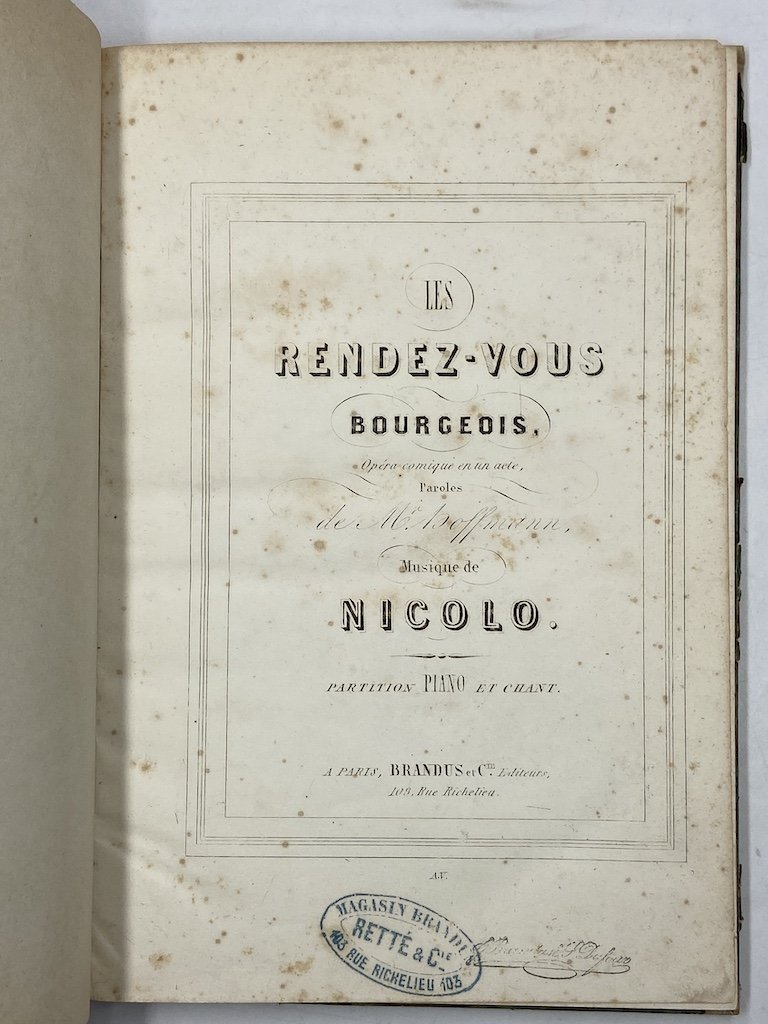 LES
RENDEZ-VOUS
BOURGEOIS,
Opéra-comique en un acte,
Paroles
de Mr. Hoffmann,
Musique de
NICOLO.
PARTITION PIANO ET CHANT.
A PARIS, BRANDUS et Cie. Editeurs,
103, Rue Richelieu.
A.V.
MAGASIN BRANDUS
RETTÉ & CIE
103 RUE RICHELIEU 103